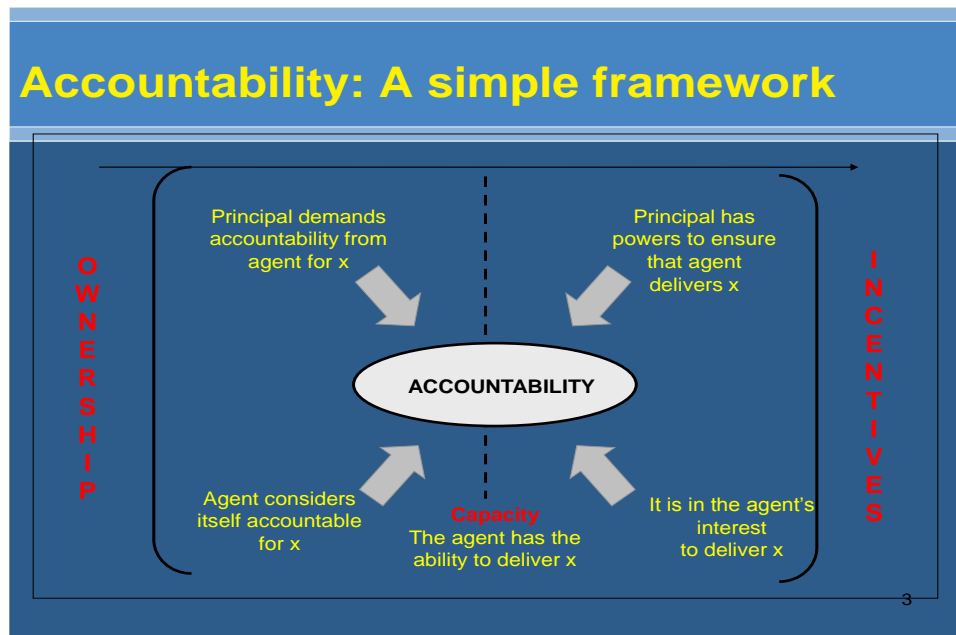 Accountability: A simple framework
OWNERSHIP
Principal demands
accountability from
agent for x
Principal has
powers to ensure
that agent
delivers x
INCENTIVES
ACCOUNTABILITY
Agent considers
itself accountable
for x
Capacity
The agent has the
ability to deliver x
It is in the agent’s
interest
to deliver x
3